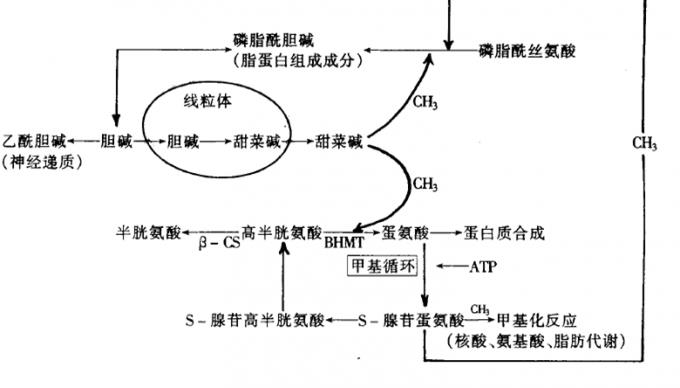 磷脂酰胆碱
(脂蛋白组成成分)
磷脂酰丝氨酸
线粒体
CH₃
乙酰胆碱
胆碱
胆碱
甜菜碱
甜菜碱
CH₃
(神经递质)
CH₃
半胱氨酸
β-CS
高半胱氨酸
BHMT
蛋氨酸
蛋白质合成
甲基循环
ATP
S-腺苷高半胱氨酸
S-腺苷蛋氨酸
CH₃
甲基化反应
(核酸、氨基酸、脂肪代谢)